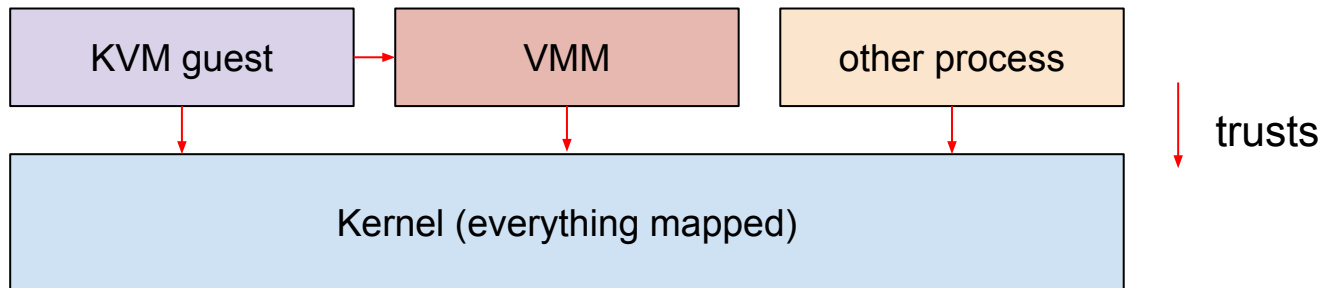 KVM guest
VMM
other process
trusts
Kernel (everything mapped)